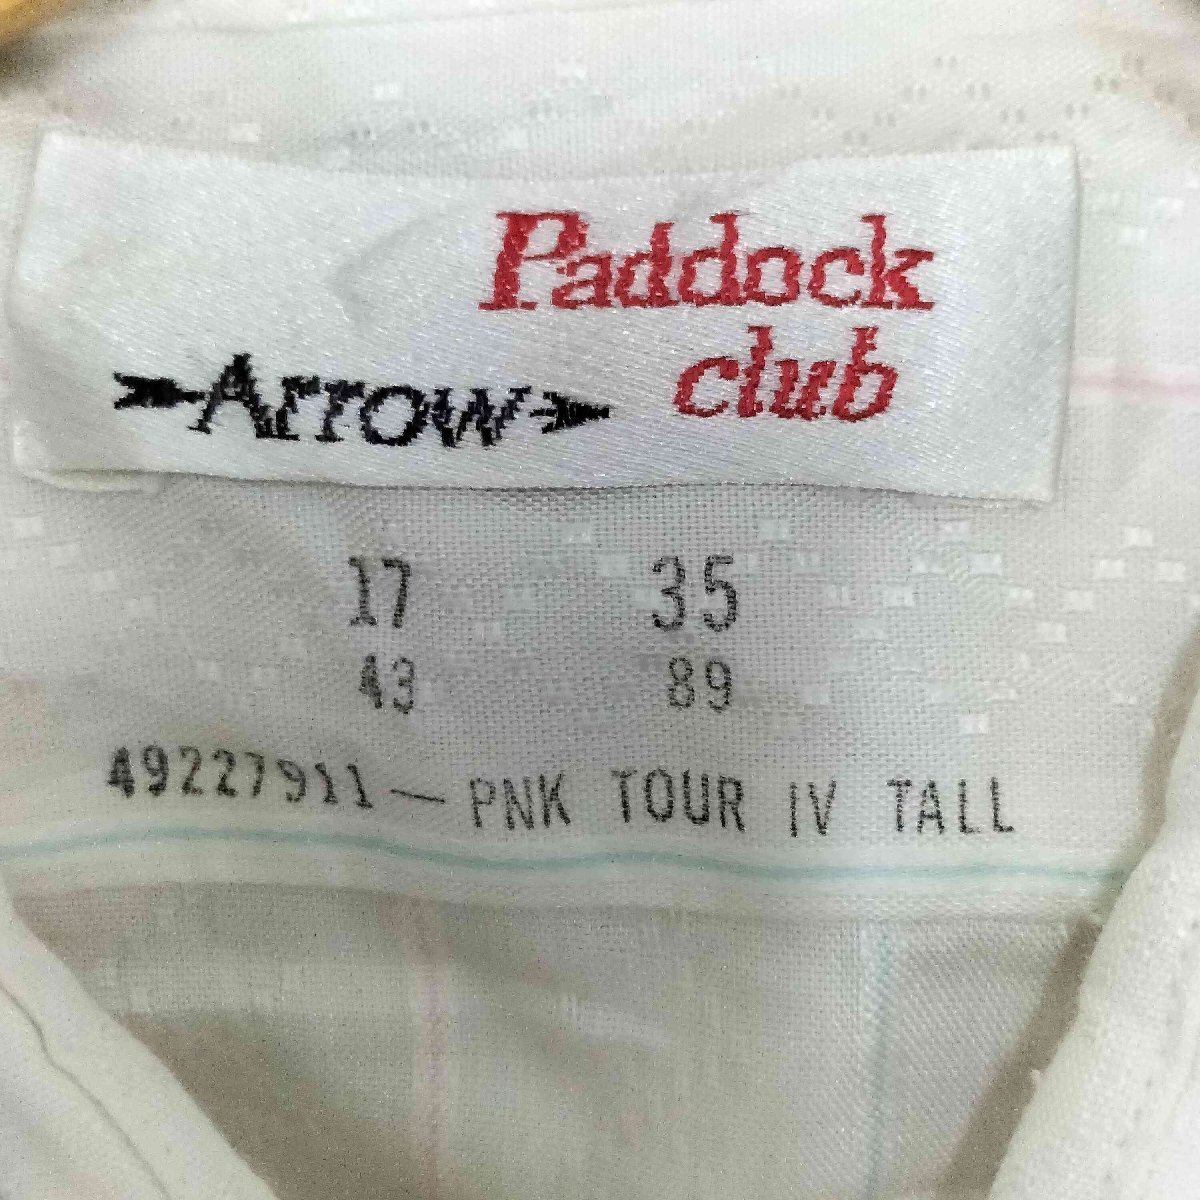 Paddock
club
Arrow
17 35
43 89
49227911-PNK TOUR IV TALL